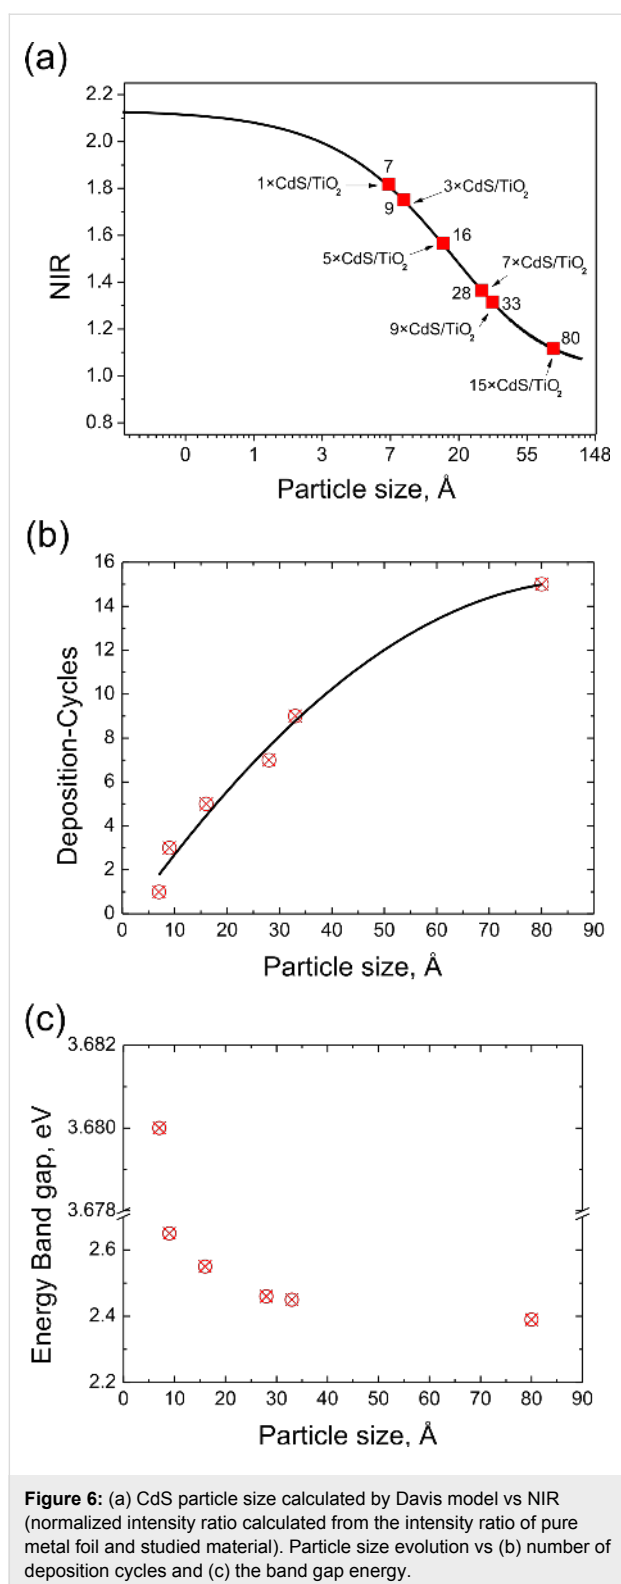 (a)
2.2
2.0
1.8
1.6
1.4
1.2
1.0
0.8
NIR
7
1×CdS/TiO2
9
3×CdS/TiO2
16
5×CdS/TiO2
7×CdS/TiO2
28
33
9×CdS/TiO2
80
15×CdS/TiO2
0 1 3 7 20 55 148
Particle size, Å
(b)
16
14
12
10
8
6
4
2
0
Deposition-Cycles
0 10 20 30 40 50 60 70 80 90
Particle size, Å
(c)
3.682
3.680
3.678
2.6
2.4
2.2
Energy Band gap, eV
0 10 20 30 40 50 60 70 80 90
Particle size, Å
Figure 6: (a) CdS particle size calculated by Davis model vs NIR
(normalized intensity ratio calculated from the intensity ratio of pure
metal foil and studied material). Particle size evolution vs (b) number of
deposition cycles and (c) the band gap energy.